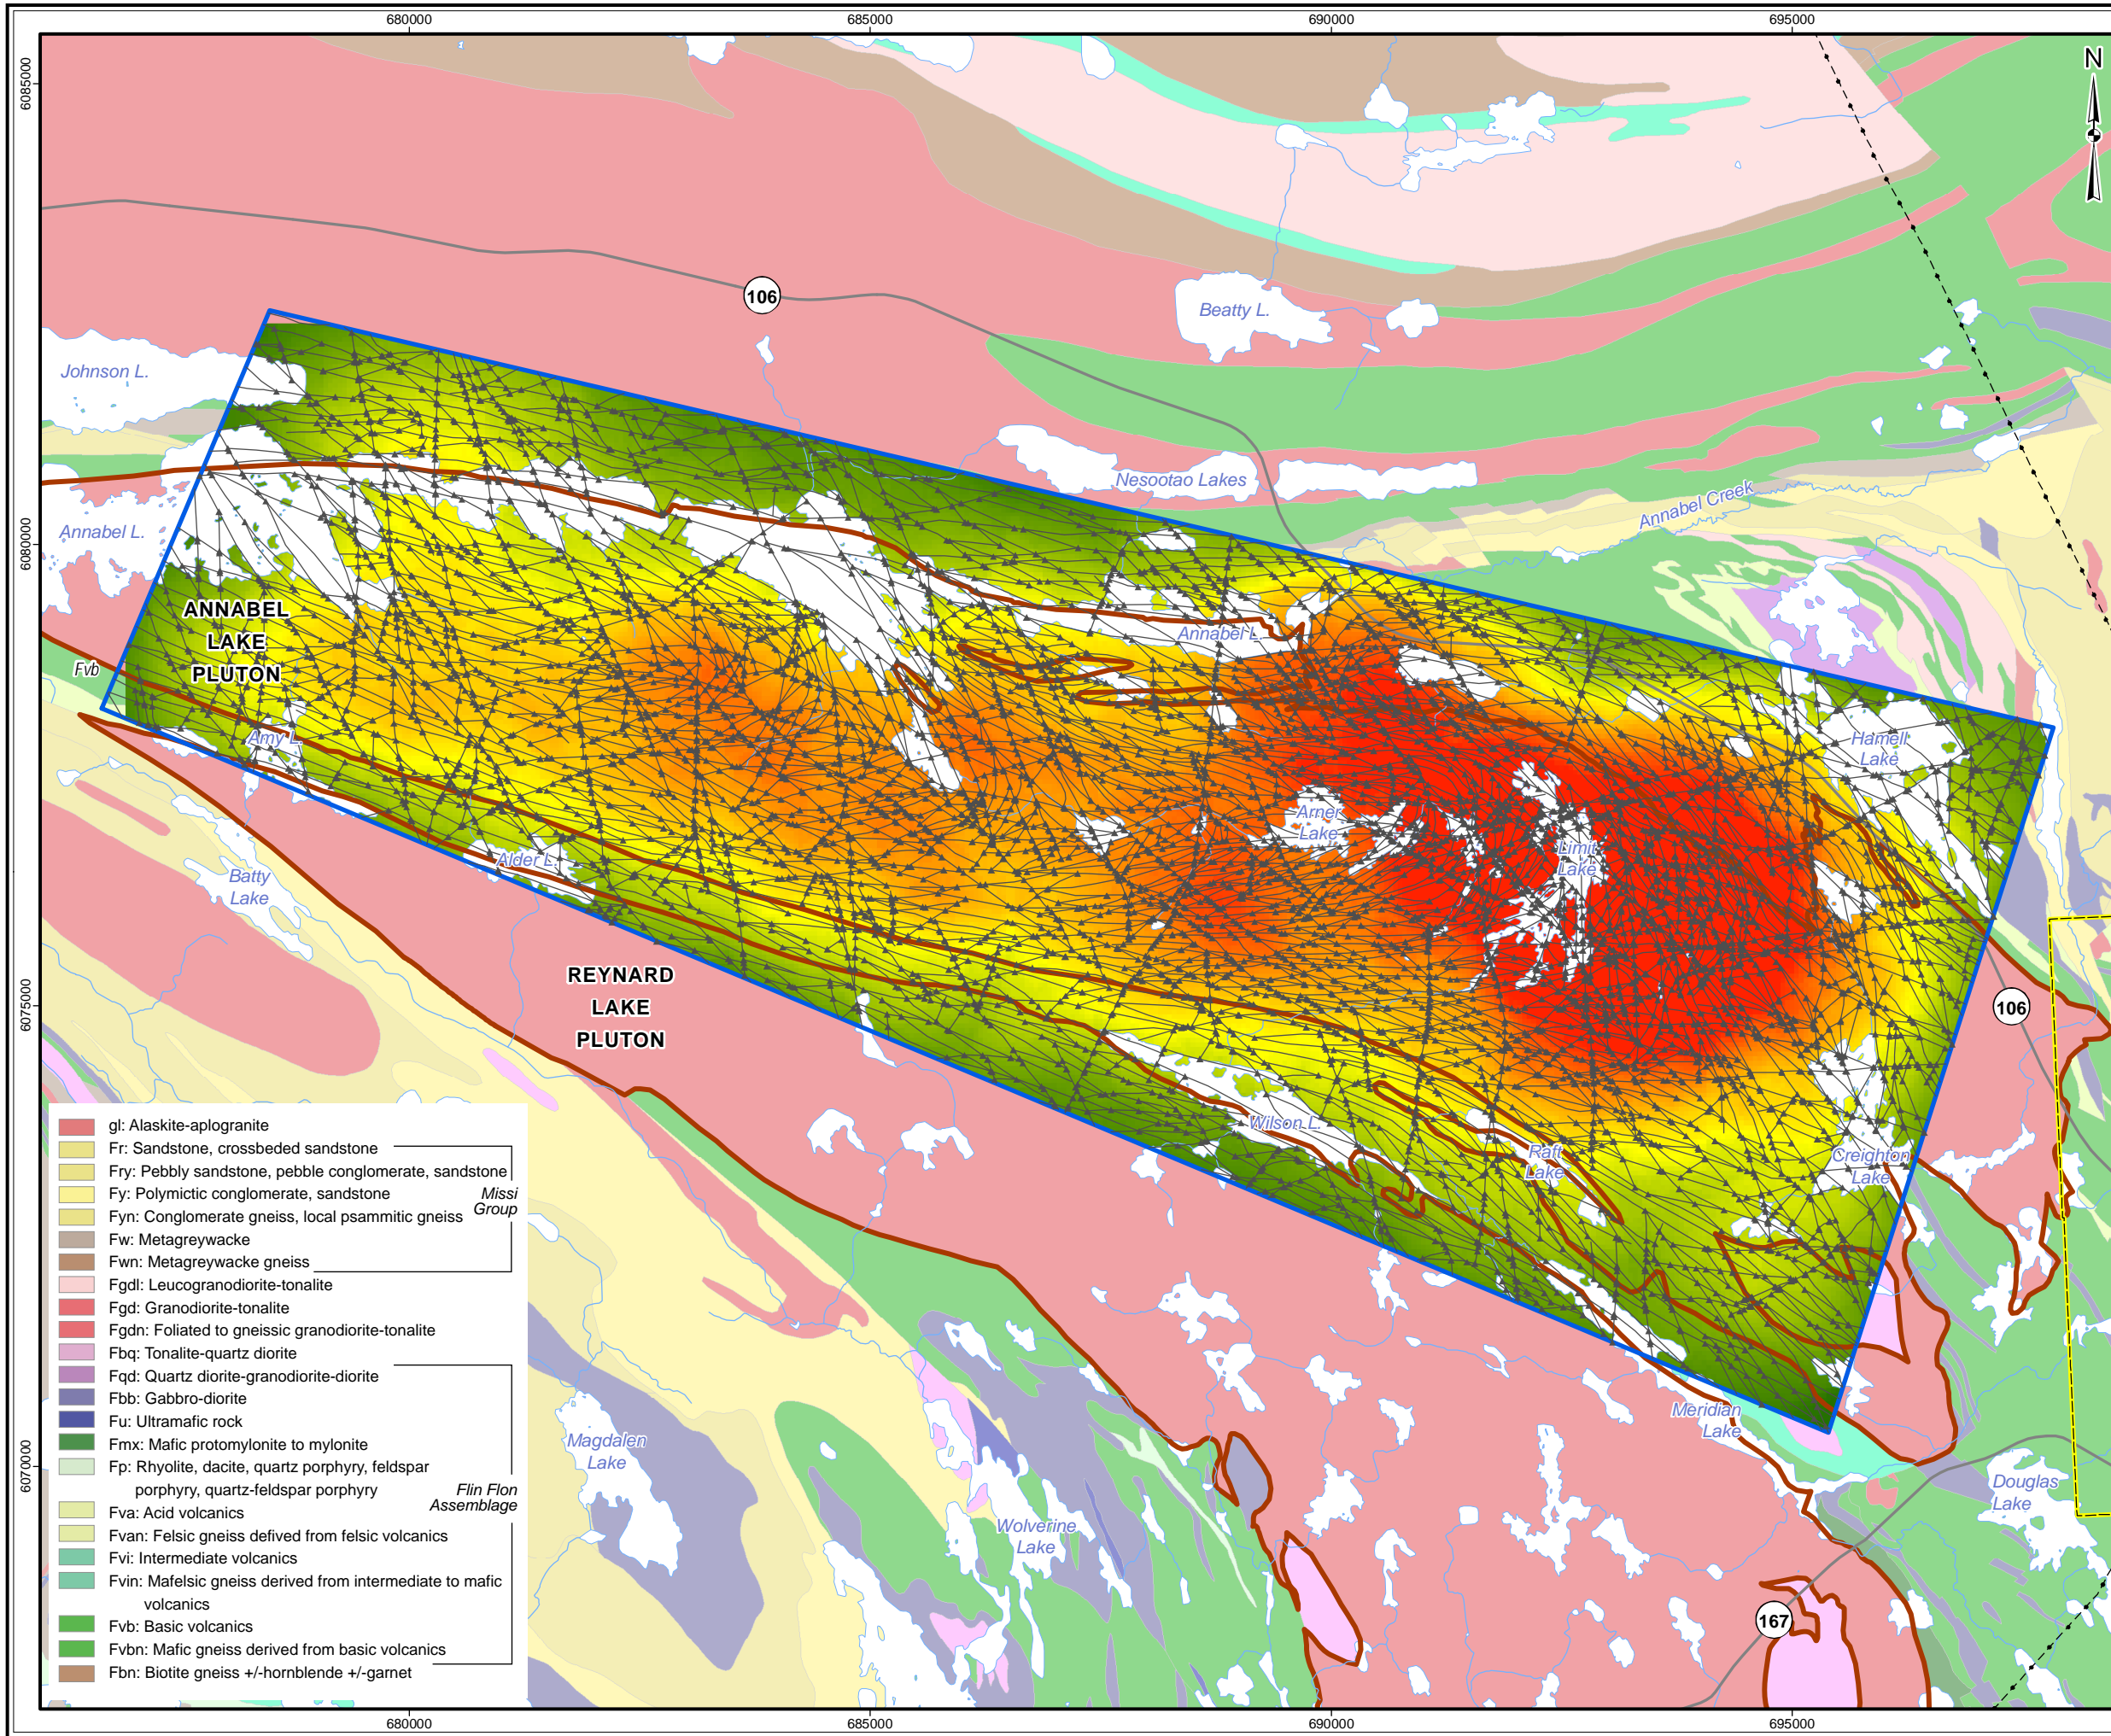 680000
685000
690000
695000
6085000
N
106
Beatty L.
Johnson L.
Nesootao Lakes
Annabel Creek
Annabel L.
6080000
ANNABEL
LAKE
PLUTON
Annabel L.
Fvb
Amy L.
Hamell
Lake
Arner
Lake
Limit
Lake
Alder L.
Batty
Lake
REYNARD
LAKE
PLUTON
6075000
106
Wilson L.
Raft
Lake
Creighton
Lake
gl: Alaskite-aplogranite
Fr: Sandstone, crossbeded sandstone
Fry: Pebbly sandstone, pebble conglomerate, sandstone
Fy: Polymictic conglomerate, sandstone
Fyn: Conglomerate gneiss, local psammitic gneiss
Missi
Group
Fw: Metagreywacke
Fwn: Metagreywacke gneiss
Fgdl: Leucogranodiorite-tonalite
Fgd: Granodiorite-tonalite
Fgdn: Foliated to gneissic granodiorite-tonalite
Fbq: Tonalite-quartz diorite
Fqd: Quartz diorite-granodiorite-diorite
Fbb: Gabbro-diorite
Fu: Ultramafic rock
Fmx: Mafic protomylonite to mylonite
Fp: Rhyolite, dacite, quartz porphyry, feldspar
porphyry, quartz-feldspar porphyry
Flin Flon
Assemblage
Fva: Acid volcanics
Fvan: Felsic gneiss defived from felsic volcanics
Fvi: Intermediate volcanics
Fvin: Mafelsic gneiss derived from intermediate to mafic
volcanics
Fvb: Basic volcanics
Fvbn: Mafic gneiss derived from basic volcanics
Fbn: Biotite gneiss +/-hornblende +/-garnet
Meridian
Lake
Magdalen
Lake
6070000
Douglas
Lake
Wolverine
Lake
167
680000
685000
690000
695000